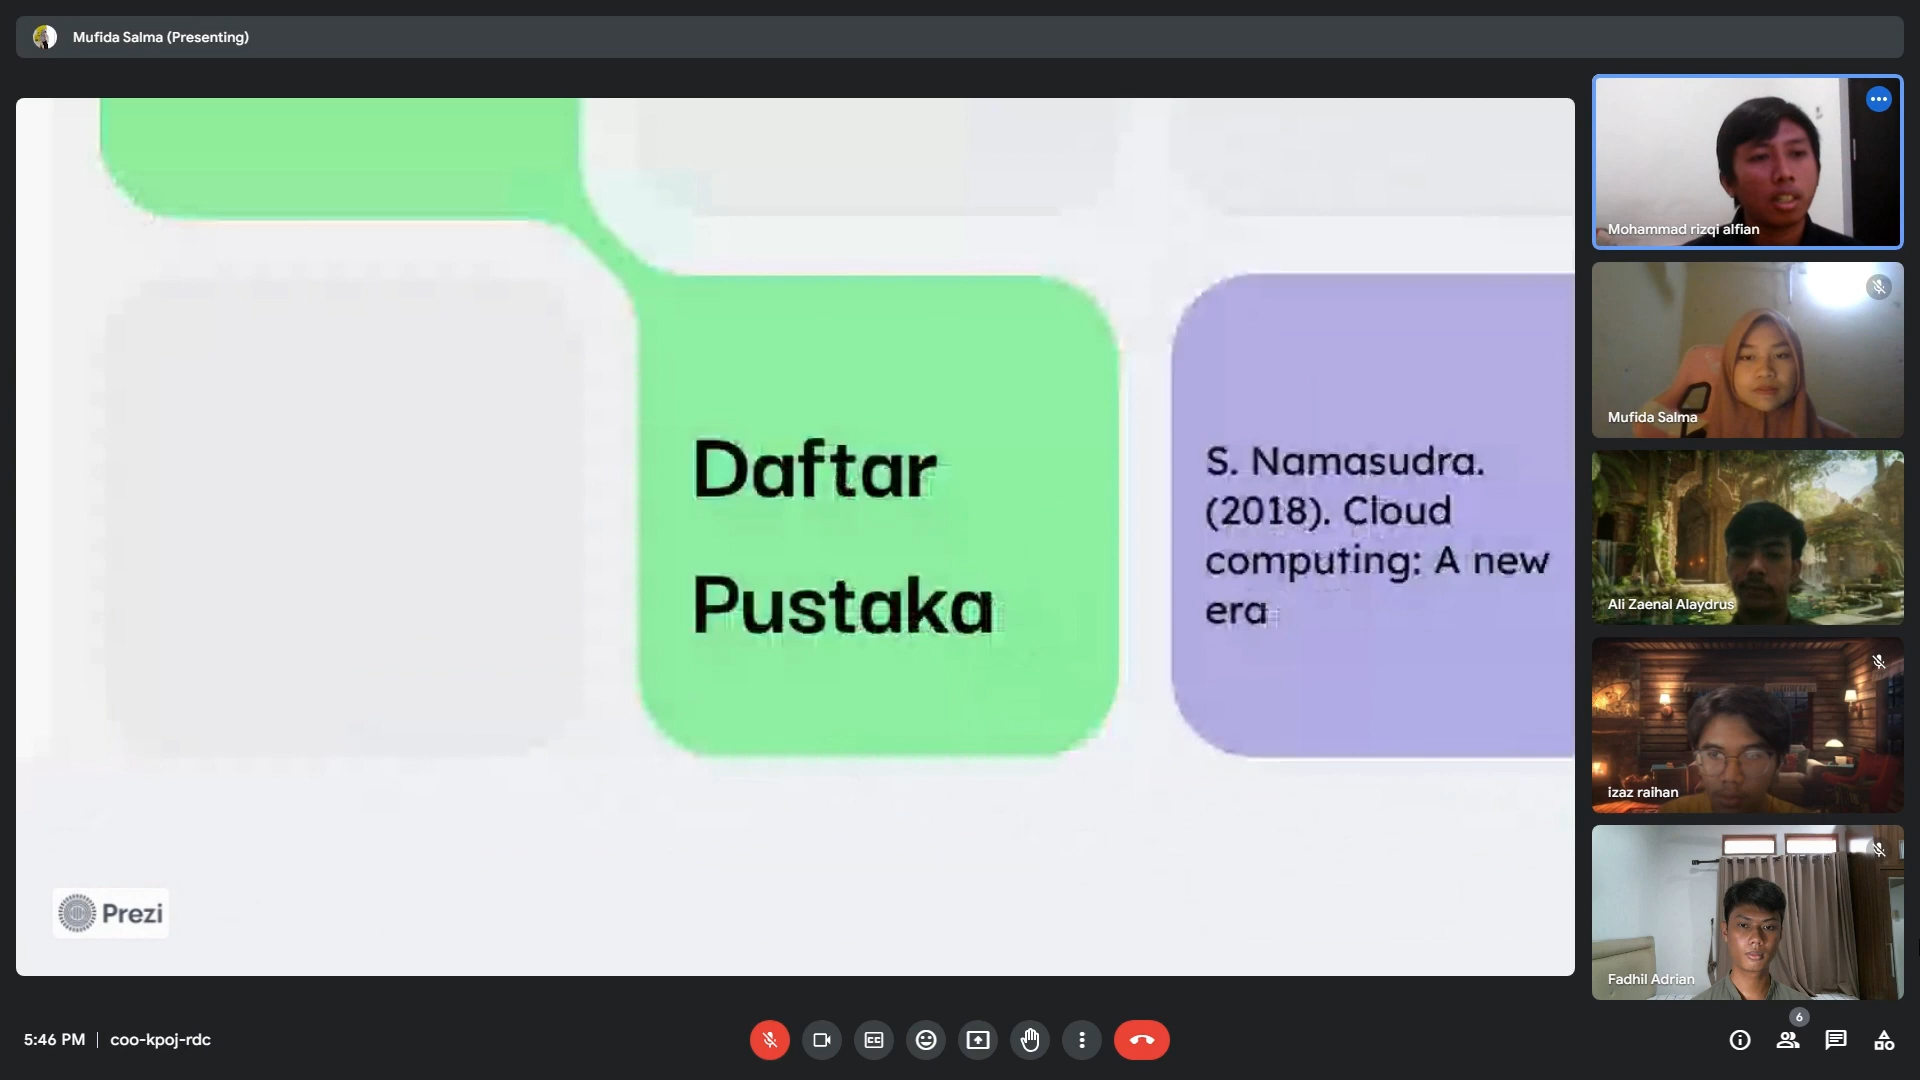 Mufida Salma (Presenting)
Daftar
Pustaka
S. Namasudra.
(2018). Cloud
computing: A new
era
Prezi
Mohammad rizqi alfian
Mufida Salma
Ali Zaenal Alaydrus
izaz raihan
Fadhil Adrian
5:46 PM
coo-kpoj-rdc
CC
6